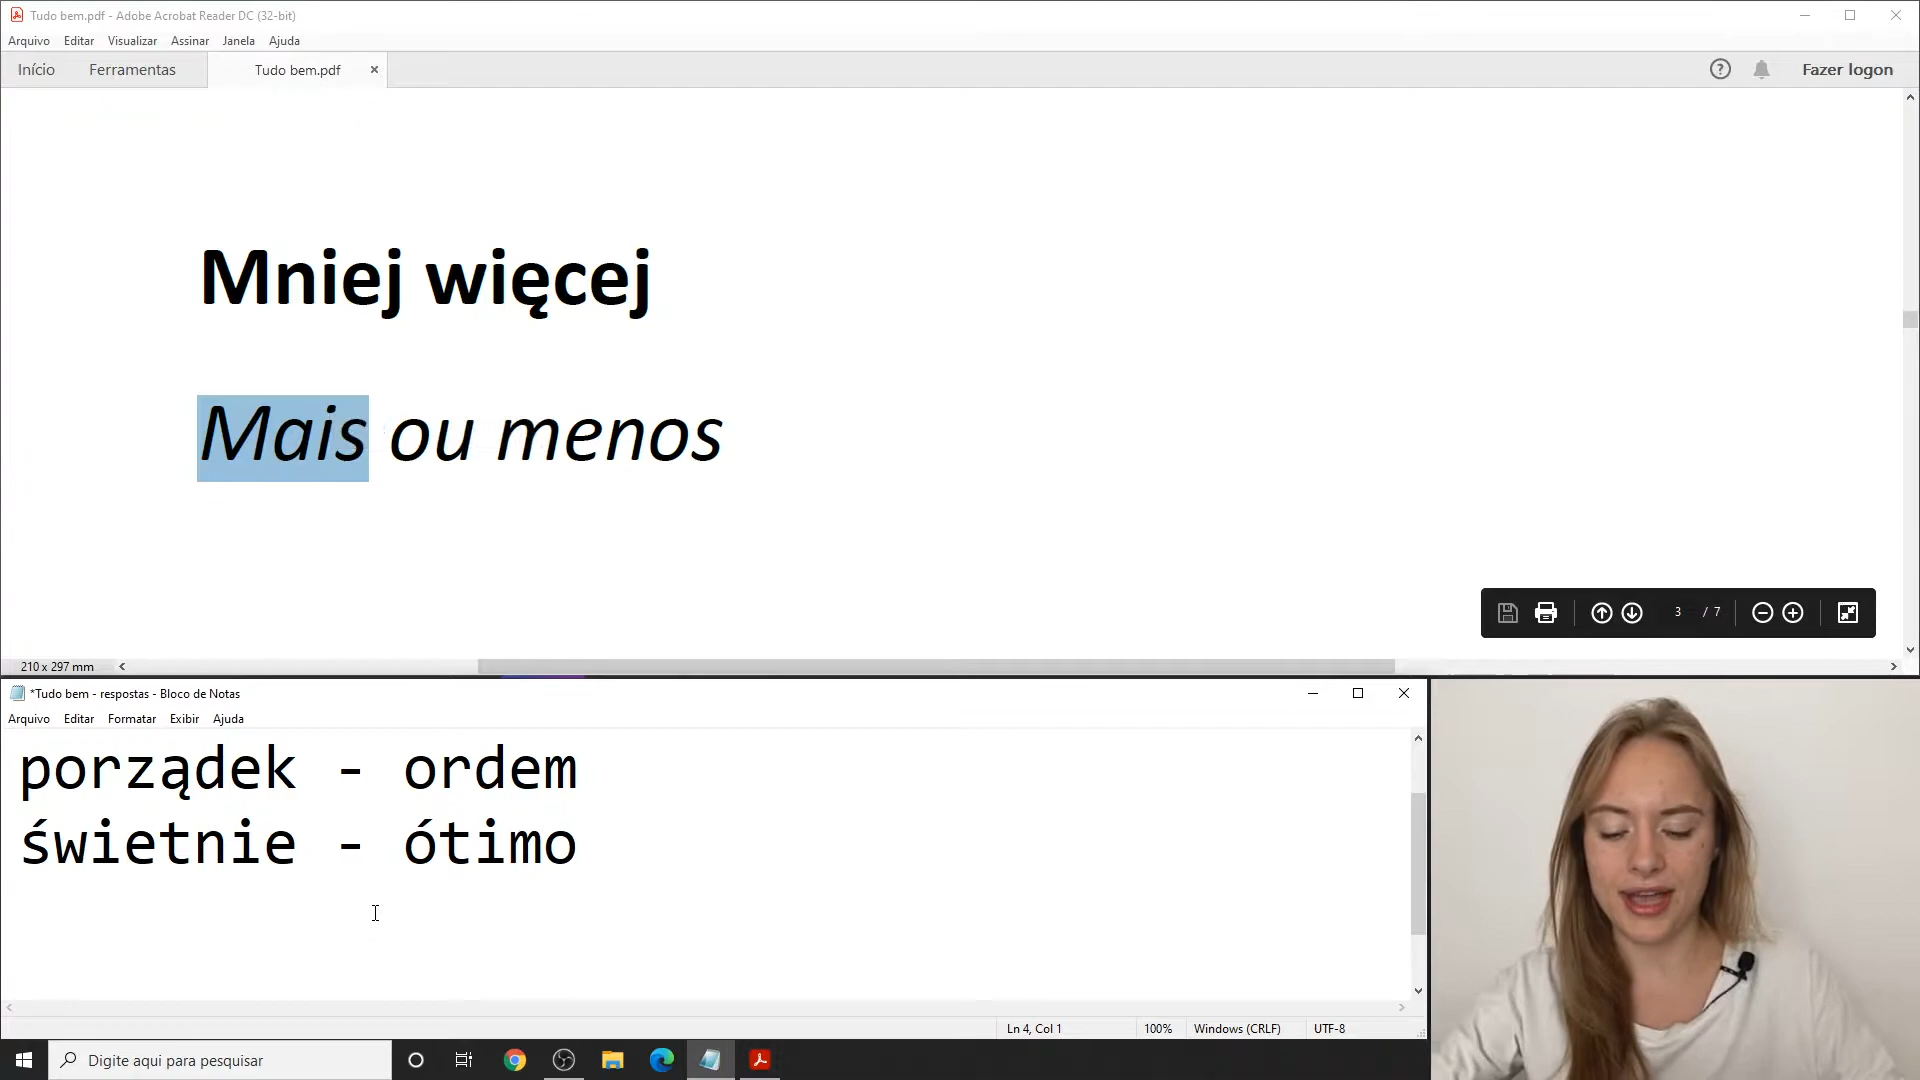 Tudo bem.pdf - Adobe Acrobat Reader DC (32-bit)
Arquivo Editar Visualizar Assinar Janela Ajuda
Início Ferramentas Tudo bem.pdf × Fazer logon
Mniej więcej
Mais ou menos
3 / 7
210 x 297 mm
*Tudo bem - respostas - Bloco de Notas
Arquivo Editar Formatar Exibir Ajuda
porządek - ordem
świetnie - ótimo
Ln 4, Col 1 100% Windows (CRLF) UTF-8
Digite aqui para pesquisar